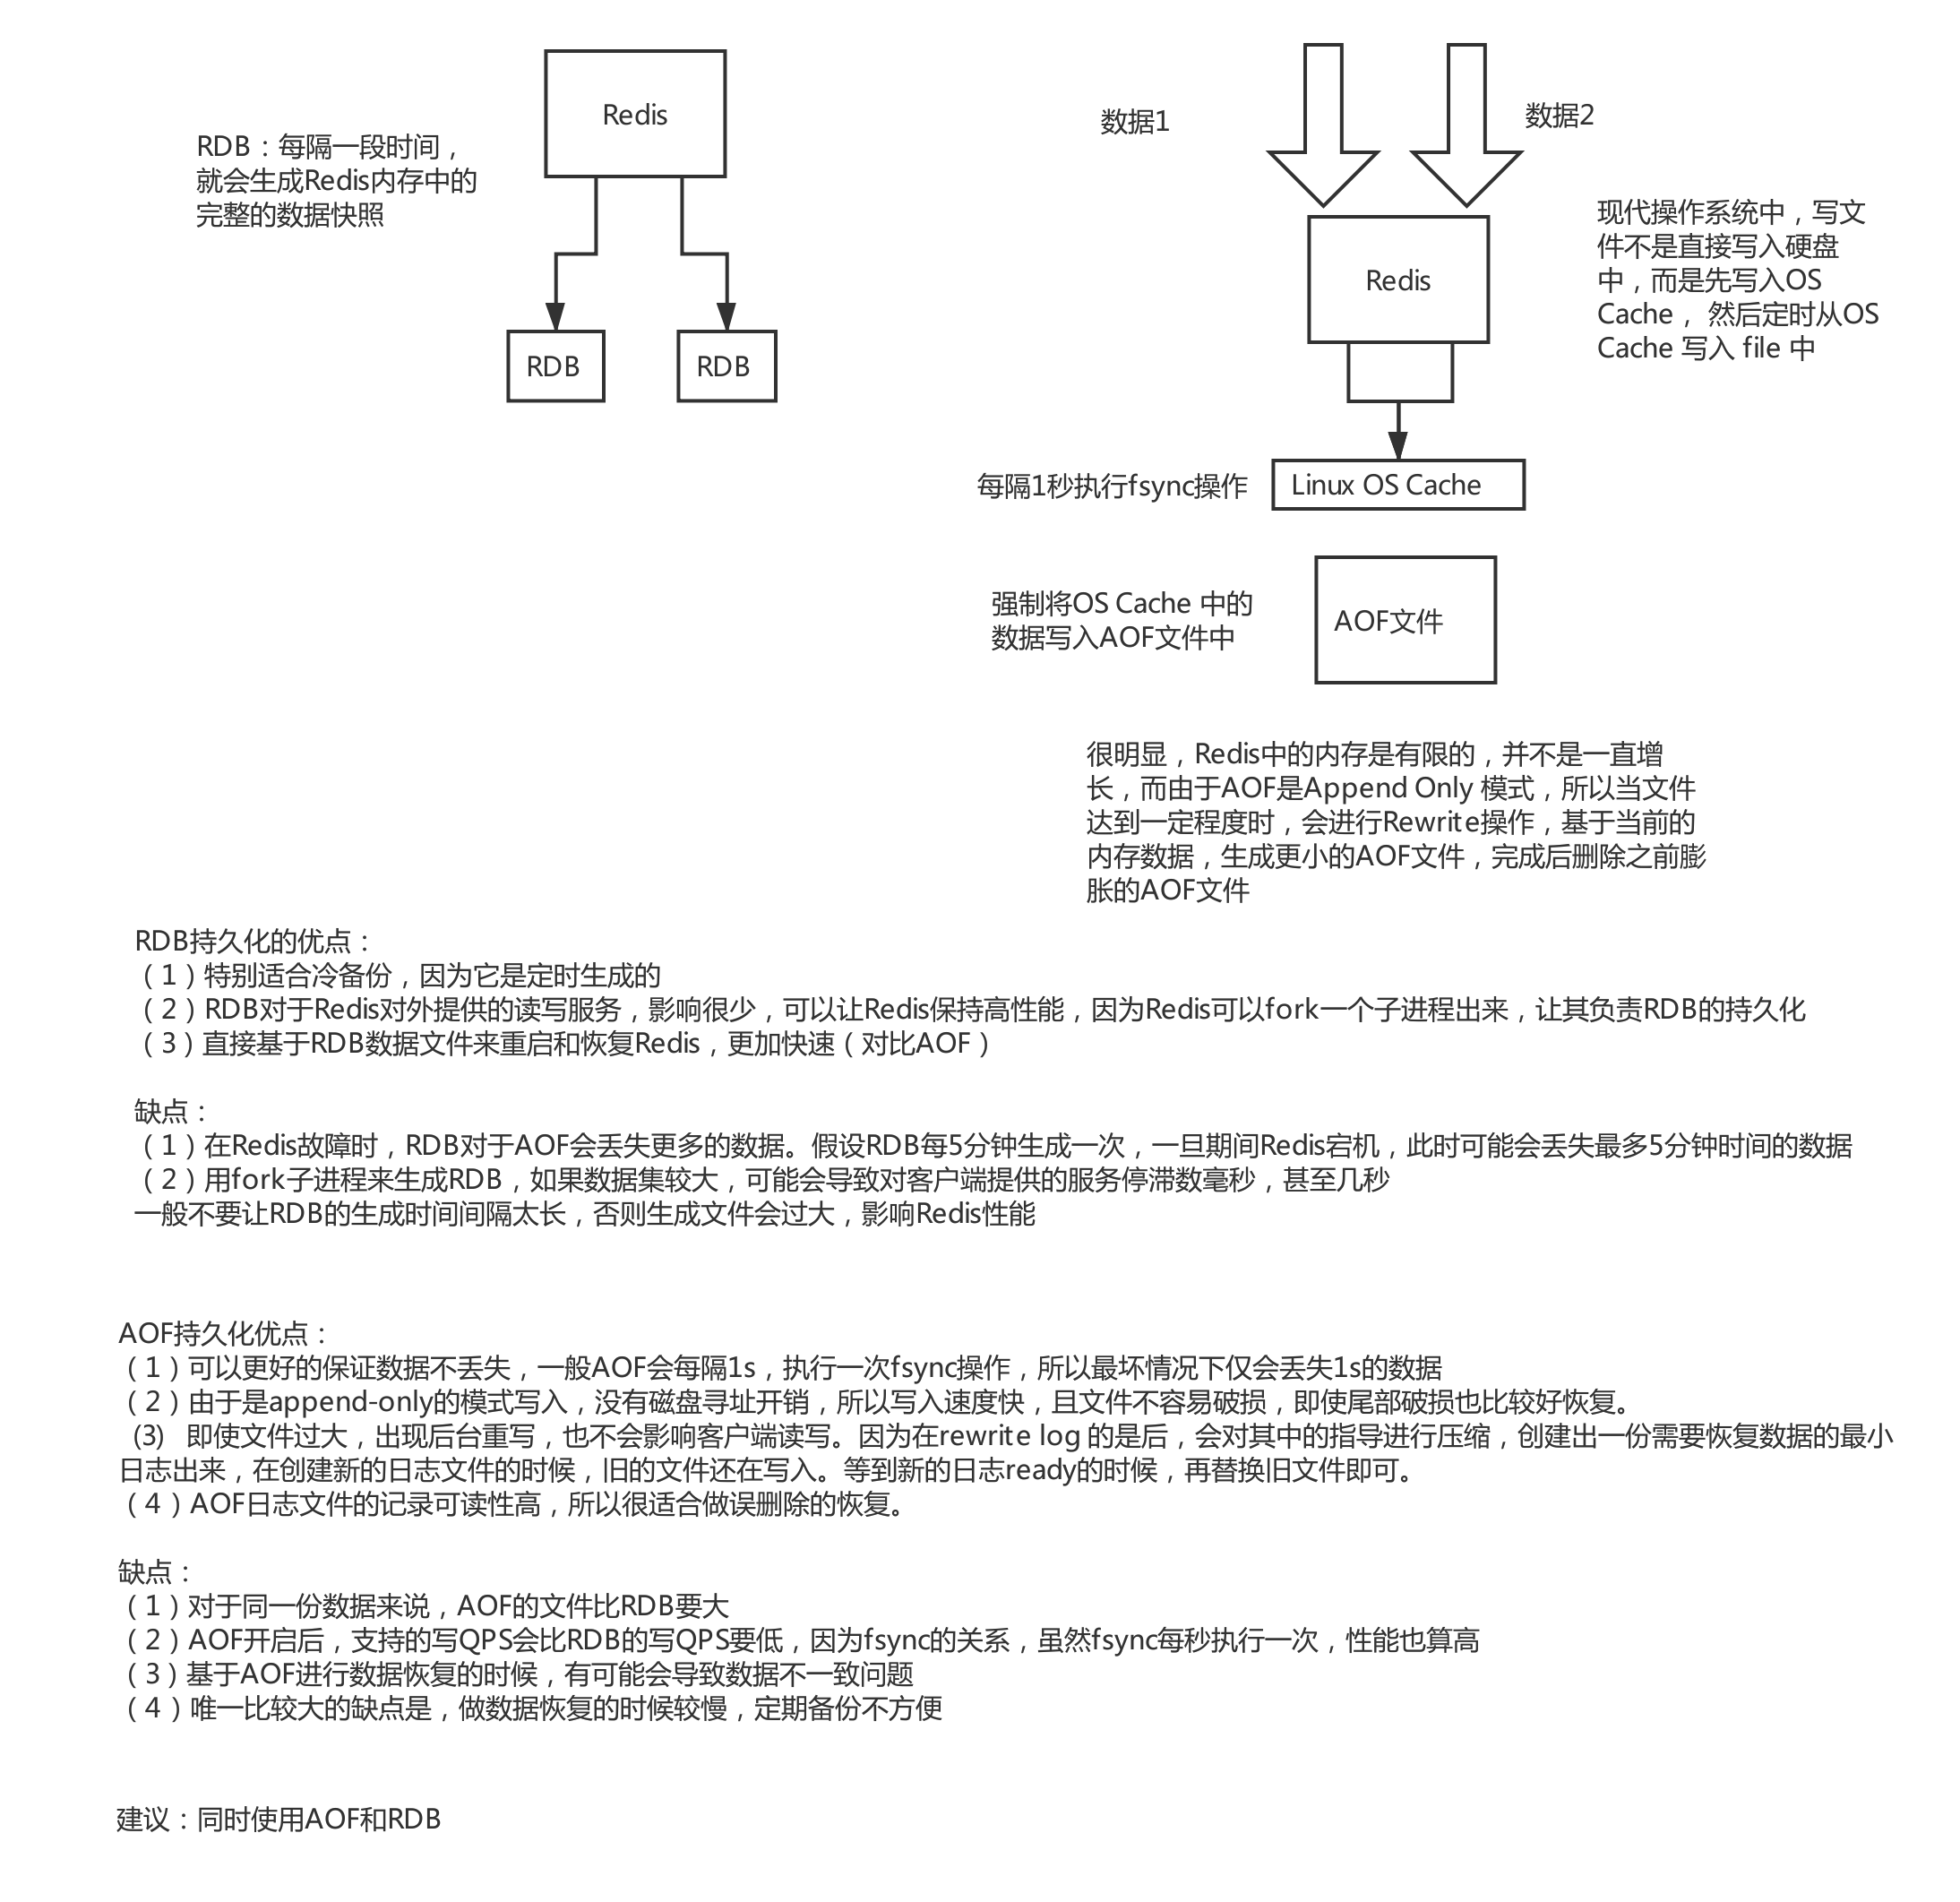 Redis
RDB：每隔一段时间，
就会生成Redis内存中的
完整的数据快照
RDB
RDB
数据1
数据2
现代操作系统中，写文
件不是直接写入硬盘
中，而是先写入OS
Cache， 然后定时从OS
Cache 写入 file 中
Redis
每隔1秒执行fsync操作
Linux OS Cache
强制将OS Cache 中的
数据写入AOF文件中
AOF文件
很明显，Redis中的内存是有限的，并不是一直增
长，而由于AOF是Append Only 模式，所以当文件
达到一定程度时，会进行Rewrite操作，基于当前的
内存数据，生成更小的AOF文件，完成后删除之前膨
胀的AOF文件
RDB持久化的优点：
（1）特别适合冷备份，因为它是定时生成的
（2）RDB对于Redis对外提供的读写服务，影响很少，可以让Redis保持高性能，因为Redis可以fork一个子进程出来，让其负责RDB的持久化
（3）直接基于RDB数据文件来重启和恢复Redis，更加快速（对比AOF）
缺点：
（1）在Redis故障时，RDB对于AOF会丢失更多的数据。假设RDB每5分钟生成一次，一旦期间Redis宕机，此时可能会丢失最多5分钟时间的数据
（2）用fork子进程来生成RDB，如果数据集较大，可能会导致对客户端提供的服务停滞数毫秒，甚至几秒
一般不要让RDB的生成时间间隔太长，否则生成文件会过大，影响Redis性能
AOF持久化优点：
（1）可以更好的保证数据不丢失，一般AOF会每隔1s，执行一次fsync操作，所以最坏情况下仅会丢失1s的数据
（2）由于是append-only的模式写入，没有磁盘寻址开销，所以写入速度快，且文件不容易破损，即使尾部破损也比较好恢复。
(3) 即使文件过大，出现后台重写，也不会影响客户端读写。因为在rewrite log 的是后，会对其中的指导进行压缩，创建出一份需要恢复数据的最小
日志出来，在创建新的日志文件的时候，旧的文件还在写入。等到新的日志ready的时候，再替换旧文件即可。
（4）AOF日志文件的记录可读性高，所以很适合做误删除的恢复。
缺点：
（1）对于同一份数据来说，AOF的文件比RDB要大
（2）AOF开启后，支持的写QPS会比RDB的写QPS要低，因为fsync的关系，虽然fsync每秒执行一次，性能也算高
（3）基于AOF进行数据恢复的时候，有可能会导致数据不一致问题
（4）唯一比较大的缺点是，做数据恢复的时候较慢，定期备份不方便
建议：同时使用AOF和RDB